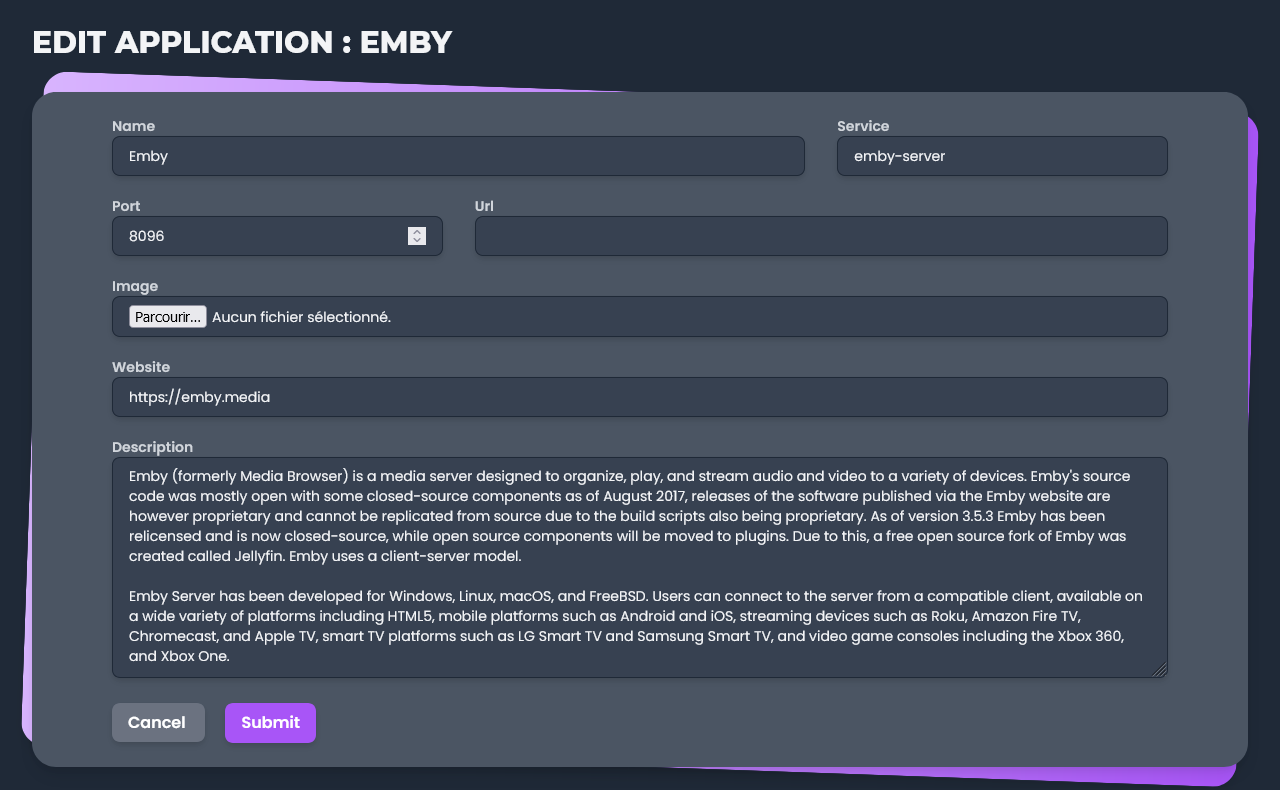 EDIT APPLICATION : EMBY
Name
Service
Emby
emby-server
Port
Url
8096
Image
Parcourir... Aucun fichier sélectionné.
Website
https://emby.media
Description
Emby (formerly Media Browser) is a media server designed to organize, play, and stream audio and video to a variety of devices. Emby's source
code was mostly open with some closed-source components as of August 2017, releases of the software published via the Emby website are
however proprietary and cannot be replicated from source due to the build scripts also being proprietary. As of version 3.5.3 Emby has been
relicensed and is now closed-source, while open source components will be moved to plugins. Due to this, a free open source fork of Emby was
created called Jellyfin. Emby uses a client-server model.
Emby Server has been developed for Windows, Linux, macOS, and FreeBSD. Users can connect to the server from a compatible client, available on
a wide variety of platforms including HTML5, mobile platforms such as Android and iOS, streaming devices such as Roku, Amazon Fire TV,
Chromecast, and Apple TV, smart TV platforms such as LG Smart TV and Samsung Smart TV, and video game consoles including the Xbox 360,
and Xbox One.
Cancel
Submit